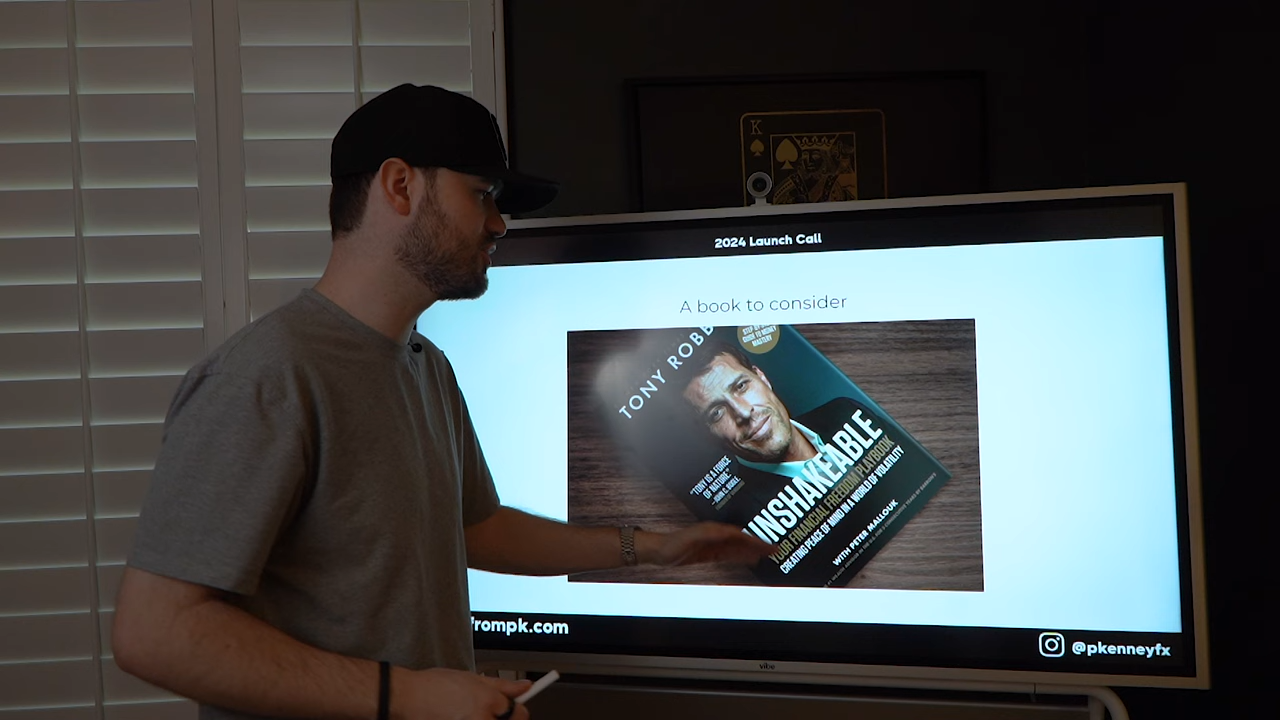 K
2024 Launch Call
A book to consider
TONY ROBB
"TONY IS A FORCE
OF NATURE."
UNSHAKEABLE
YOUR FINANCIAL FREEDOM PLAYBOOK
CREATING PEACE OF MIND IN A WORLD OF VOLATILITY
WITH PETER MALLOUK
frompk.com
@pkenneyfx
vibe